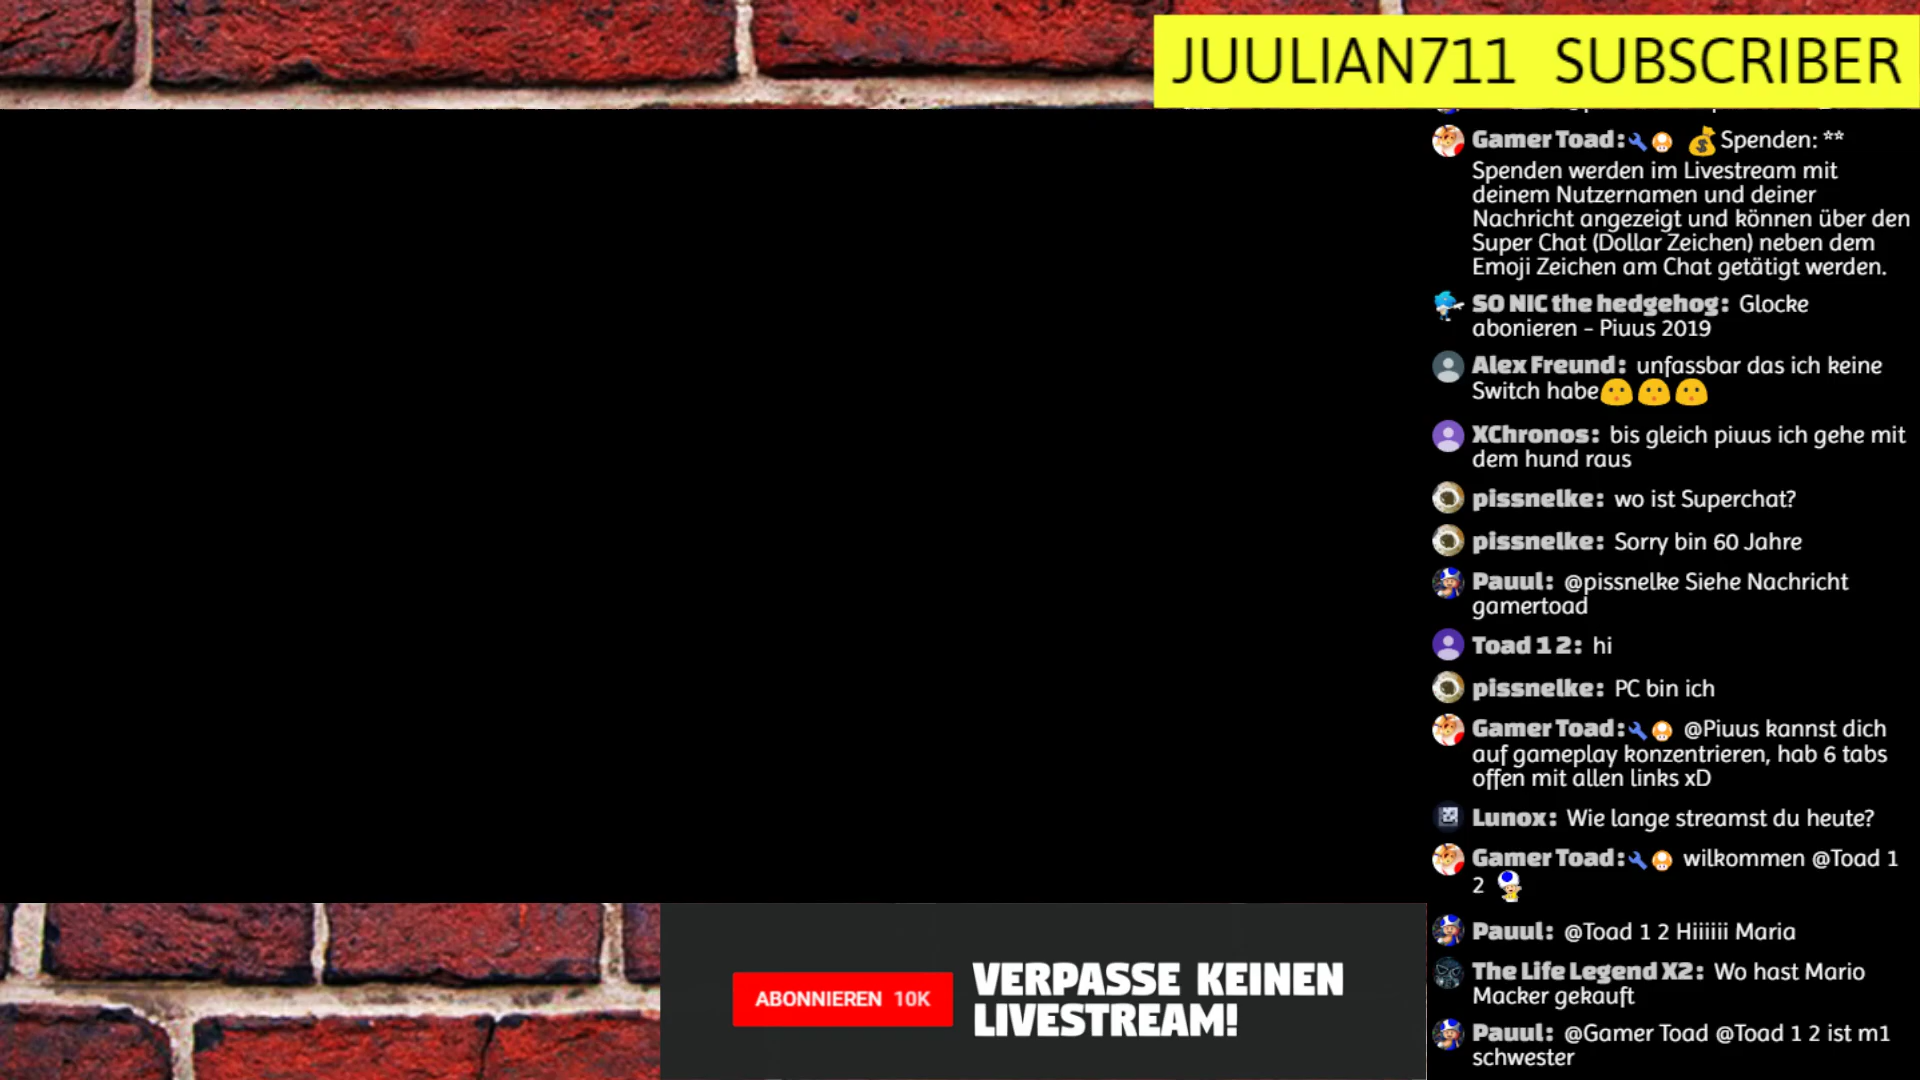 JUULIAN711 SUBSCRIBER
Gamer Toad: Spenden: **
Spenden werden im Livestream mit
deinem Nutzernamen und deiner
Nachricht angezeigt und können über den
Super Chat (Dollar Zeichen) neben dem
Emoji Zeichen am Chat getätigt werden.
SO NIC the hedgehog: Glocke
abonieren - Piuus 2019
Alex Freund: unfassbar das ich keine
Switch habe
XChronos: bis gleich piuus ich gehe mit
dem hund raus
pissnelke: wo ist Superchat?
pissnelke: Sorry bin 60 Jahre
Pauul: @pissnelke Siehe Nachricht
gamertoad
Toad 1 2: hi
pissnelke: PC bin ich
Gamer Toad: @Piuus kannst dich
auf gameplay konzentrieren, hab 6 tabs
offen mit allen links xD
Lunox: Wie lange streamst du heute?
Gamer Toad: wilkommen @Toad 1
2
Pauul: @Toad 1 2 Hiiiiii Maria
The Life Legend X2: Wo hast Mario
Macker gekauft
Pauul: @Gamer Toad @Toad 1 2 ist m1
schwester
ABONNIEREN 10K
VERPASSE KEINEN
LIVESTREAM!